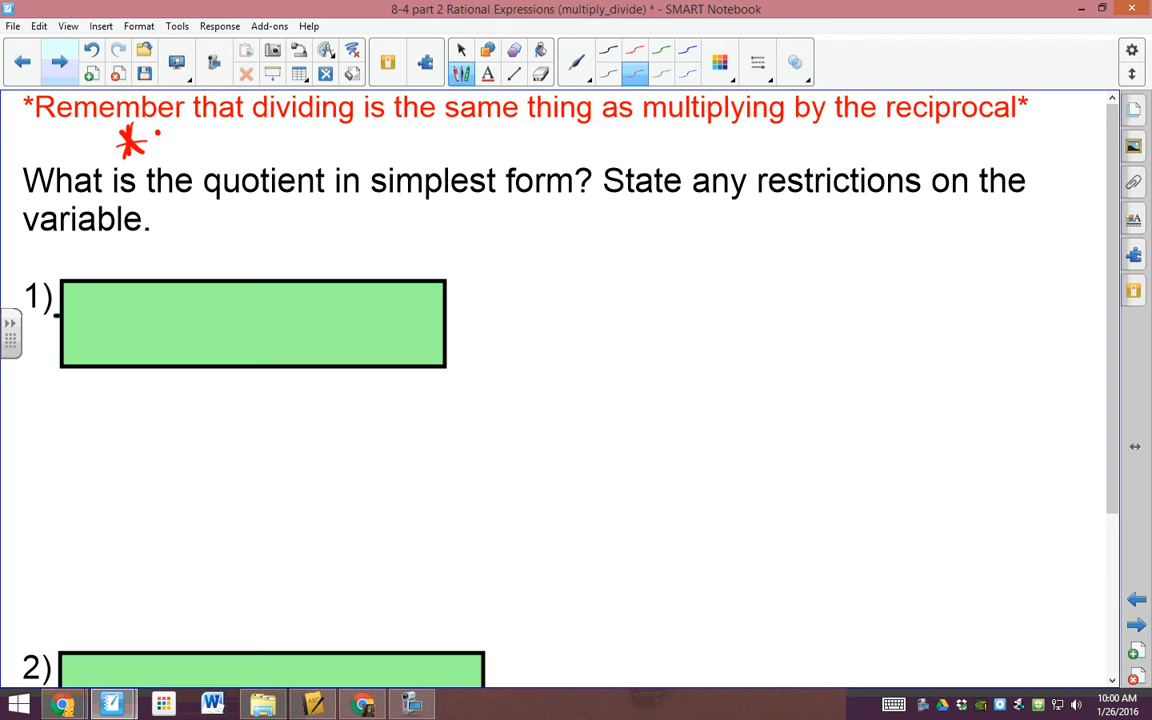 8-4 part 2 Rational Expressions (multiply_divide) * - SMART Notebook
File Edit View Insert Format Tools Response Add-ons Help
*Remember that dividing is the same thing as multiplying by the reciprocal*
*
What is the quotient in simplest form? State any restrictions on the
variable.
1)
2)
10:00 AM
1/26/2016